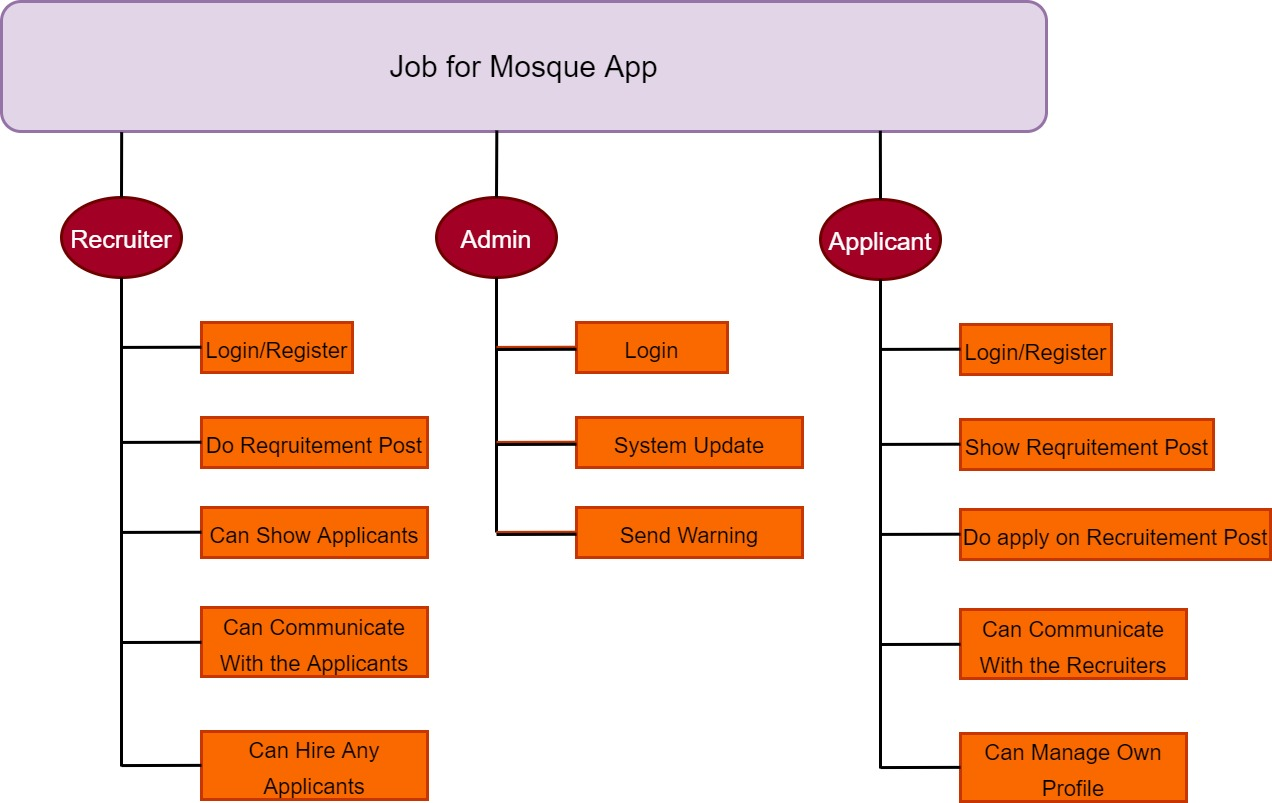 Job for Mosque App
Recruiter
Login/Register
Do Reqruitement Post
Can Show Applicants
Can Communicate
With the Applicants
Can Hire Any
Applicants
Admin
Login
System Update
Send Warning
Applicant
Login/Register
Show Reqruitement Post
Do apply on Recruitement Post
Can Communicate
With the Recruiters
Can Manage Own
Profile